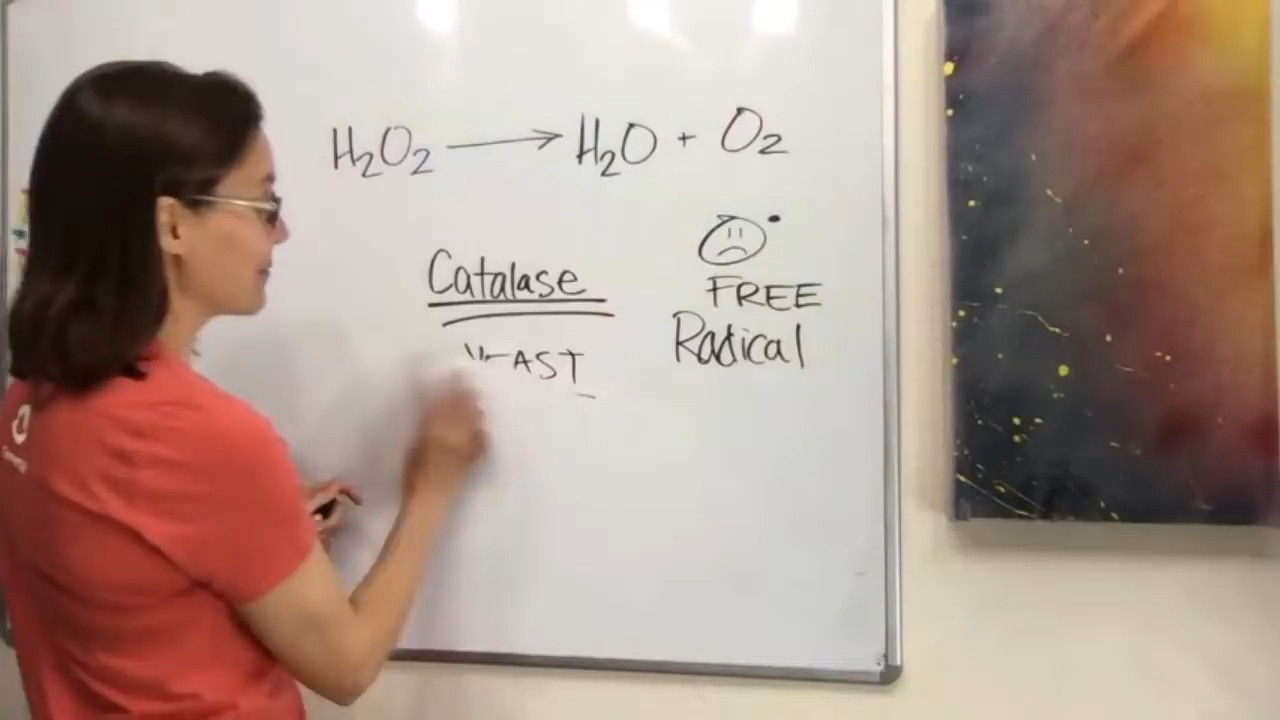 H₂O₂ ⟶ H₂O + O₂
Catalase
FREE
Radical